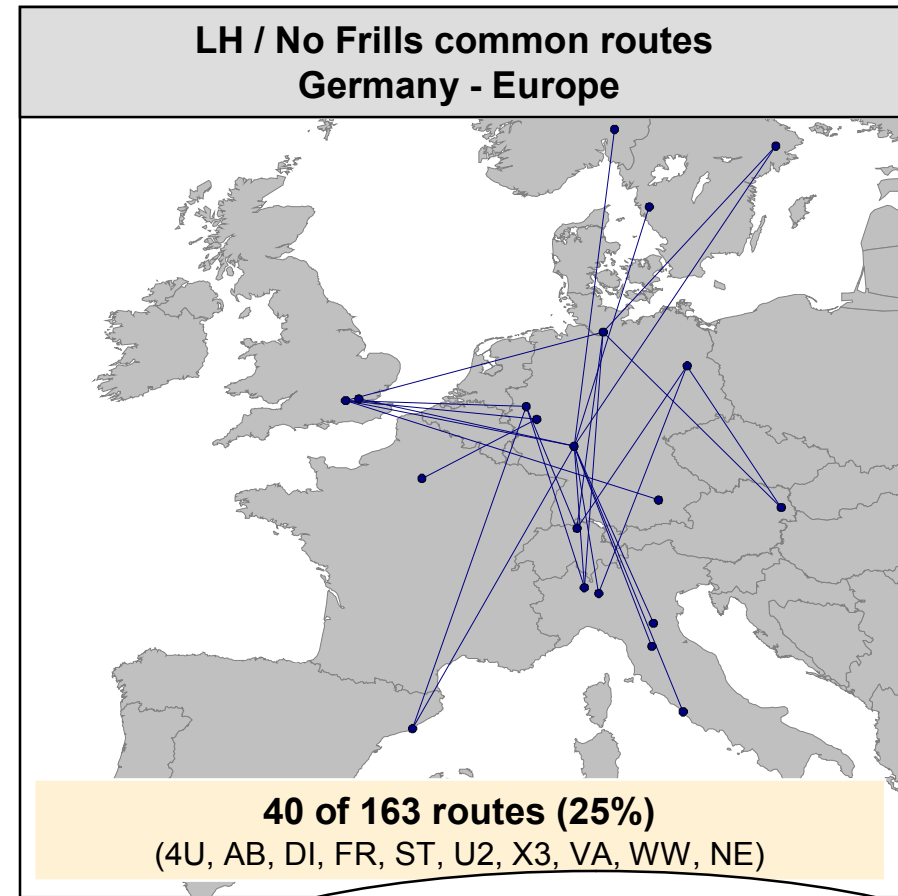 LH / No Frills common routes
Germany - Europe
40 of 163 routes (25%)
(4U, AB, DI, FR, ST, U2, X3, VA, WW, NE)